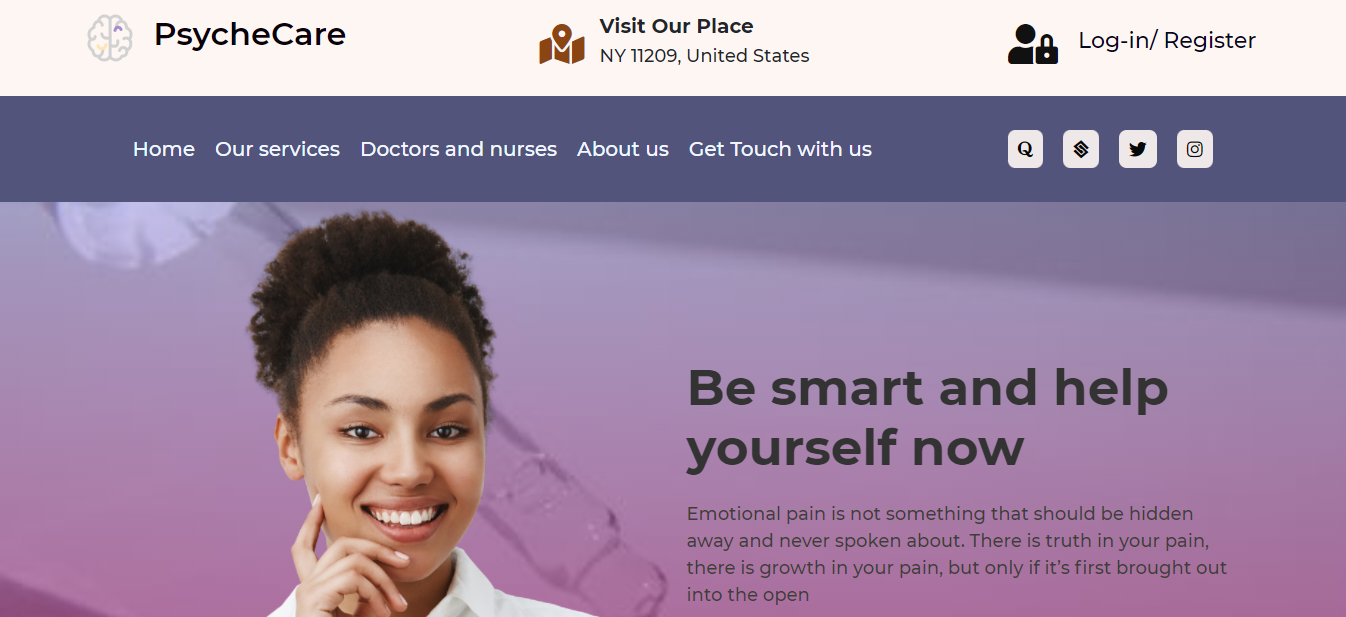 PsycheCare
Visit Our Place
NY 11209, United States
Log-in/ Register
Home
Our services
Doctors and nurses
About us
Get Touch with us
Be smart and help
yourself now
Emotional pain is not something that should be hidden
away and never spoken about. There is truth in your pain,
there is growth in your pain, but only if it’s first brought out
into the open